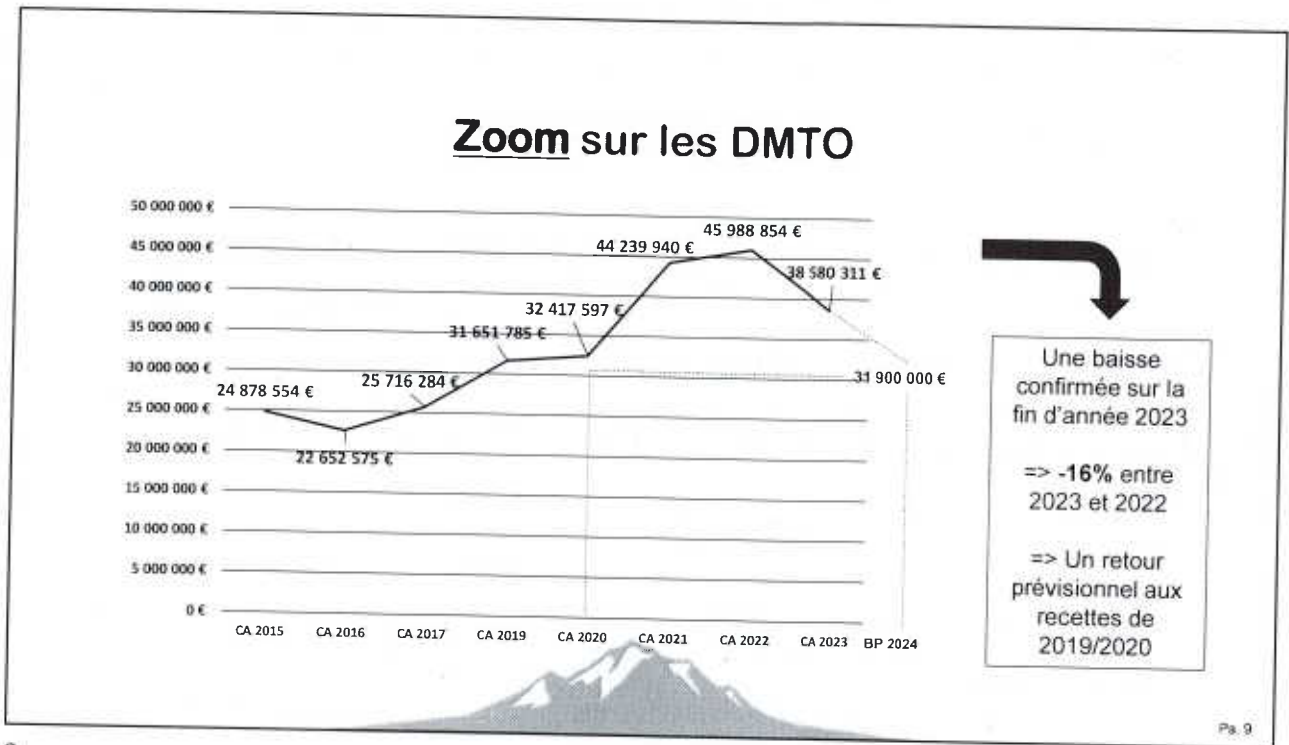 Zoom sur les DMTO
50 000 000 €
45 000 000 €
40 000 000 €
35 000 000 €
30 000 000 €
25 000 000 €
20 000 000 €
15 000 000 €
10 000 000 €
5 000 000 €
0 €
24 878 554 €
22 652 575 €
25 716 284 €
31 651 785 €
32 417 597 €
44 239 940 €
45 988 854 €
38 580 311 €
31 900 000 €
CA 2015
CA 2016
CA 2017
CA 2019
CA 2020
CA 2021
CA 2022
CA 2023
BP 2024
Une baisse
confirmée sur la
fin d'année 2023
=> -16% entre
2023 et 2022
=> Un retour
prévisionnel aux
recettes de
2019/2020
Pa. 9